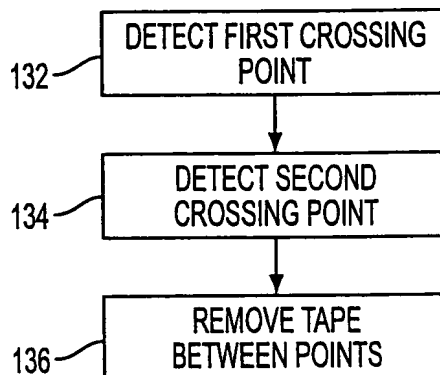 DETECT FIRST CROSSING
POINT
132
DETECT SECOND
CROSSING POINT
134
REMOVE TAPE
BETWEEN POINTS
136